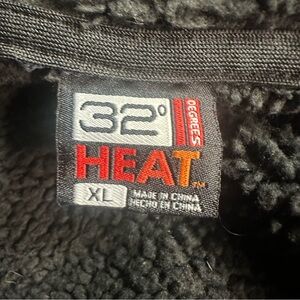 32°
DEGREES
HEAT™
XL
MADE IN CHINA
HECHO EN CHINA